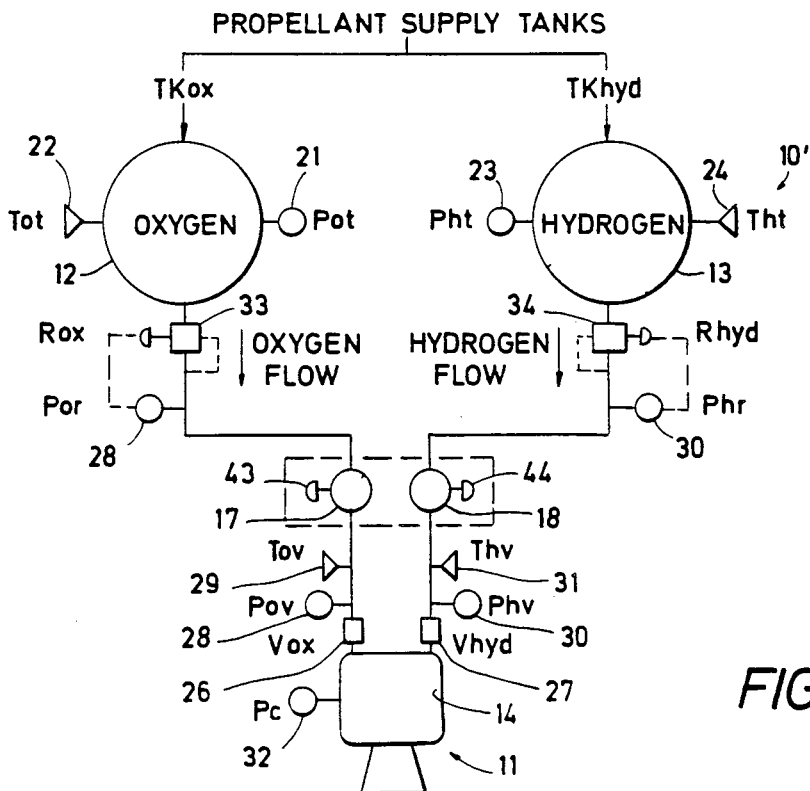 PROPELLANT SUPPLY TANKS
TKox
TKhyd
22
21
23
24
10'
Tot
OXYGEN
Pot
Pht
HYDROGEN
Tht
12
13
33
34
Rox
OXYGEN
FLOW
HYDROGEN
FLOW
Rhyd
Por
Phr
28
30
43
44
17
18
Tov
Thv
29
31
Pov
Phv
28
30
Vox
Vhyd
26
27
Pc
14
32
11
FIG